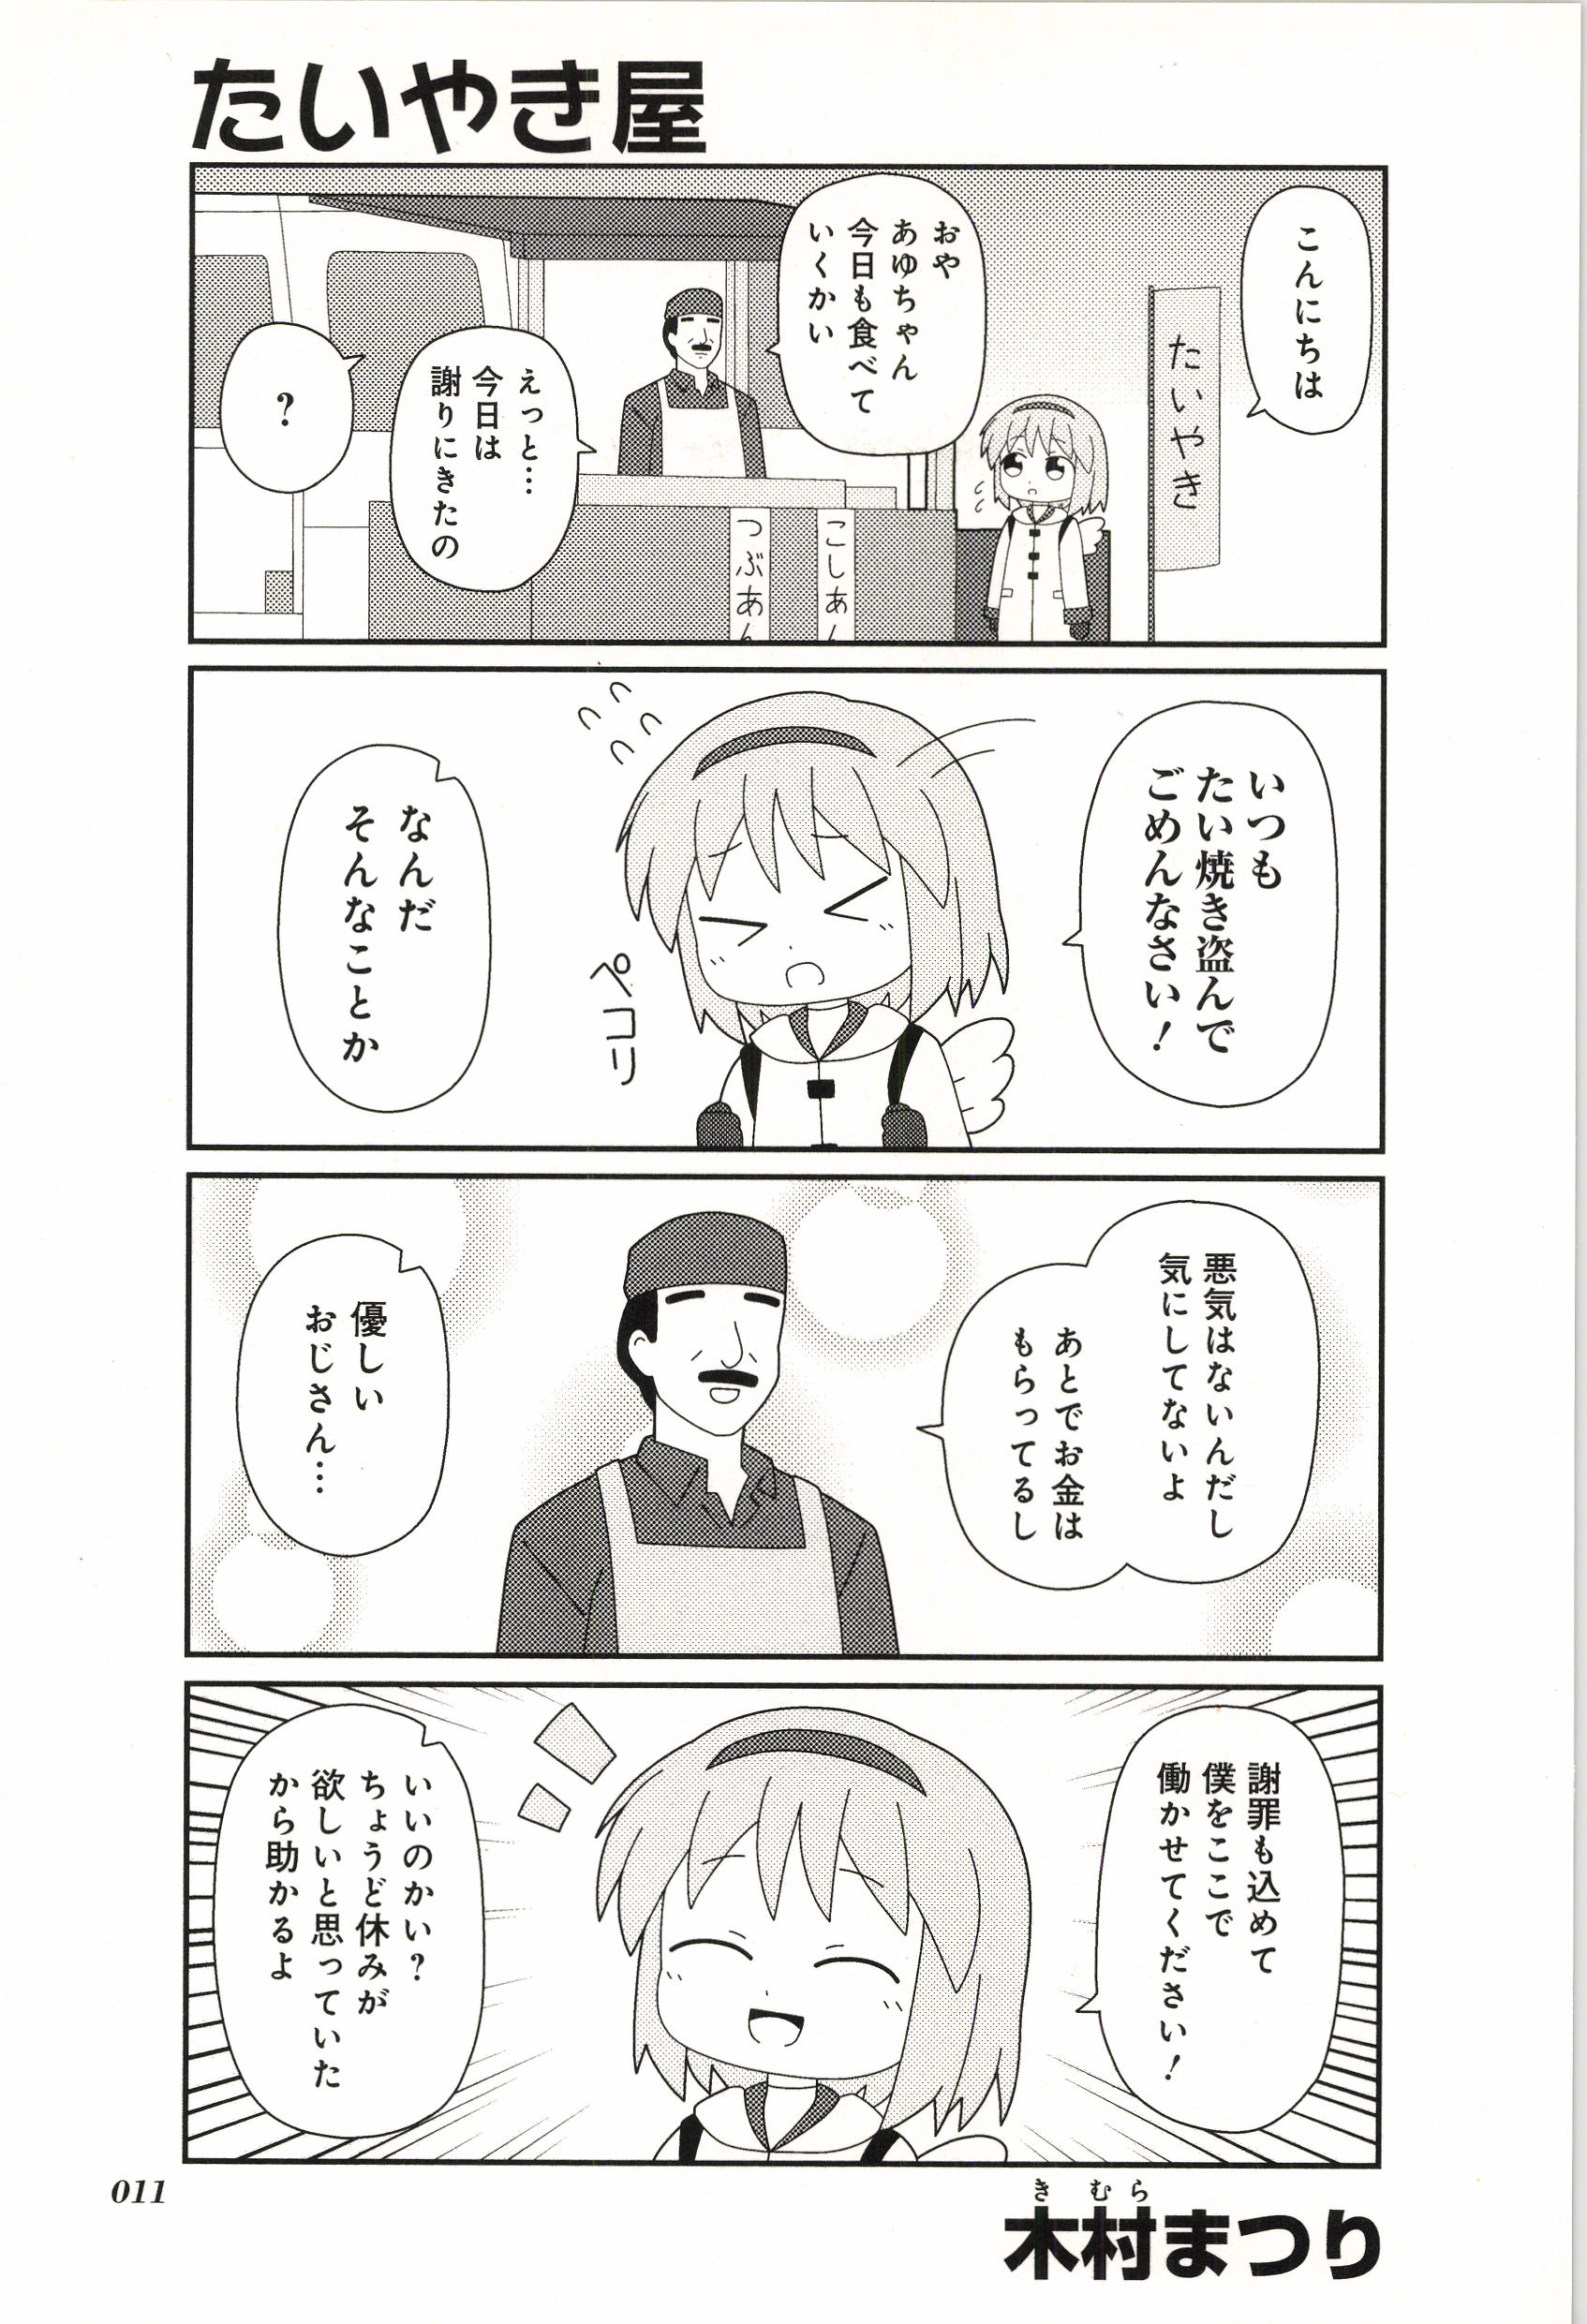 たいやき屋
こんにちは
たいやき
おや
あゆちゃん
今日も食べて
いくかい
こしあん
つぶあん
えっと…
今日は
謝りにきたの
?
いつも
たい焼き盗んで
ごめんなさい!
ペコリ
なんだ
そんなことか
悪気はないんだし
気にしてないよ
あとでお金は
もらってるし
優しい
おじさん…
謝罪も込めて
僕をここで
働かせてください!
いいのかい?
ちょうど休みが
欲しいと思っていた
から助かるよ
011
きむら
木村まつり